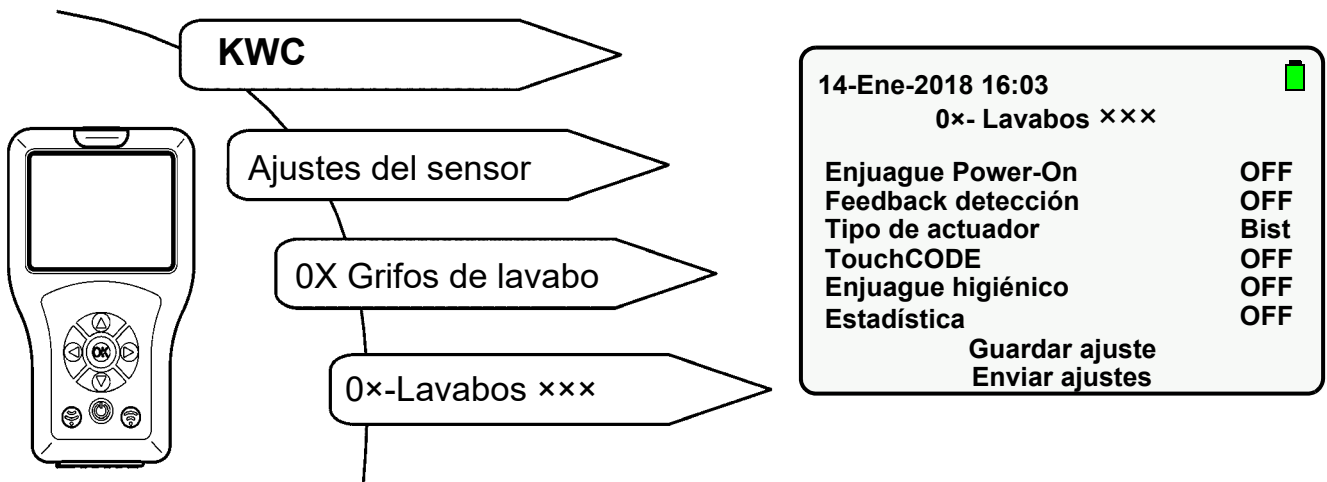 KWC
Ajustes del sensor
0X Grifos de lavabo
0×-Lavabos ×××
OK
14-Ene-2018 16:03
0×- Lavabos ×××
Enjuague Power-On OFF
Feedback detección OFF
Tipo de actuador Bist
TouchCODE OFF
Enjuague higiénico OFF
Estadística OFF
Guardar ajuste
Enviar ajustes